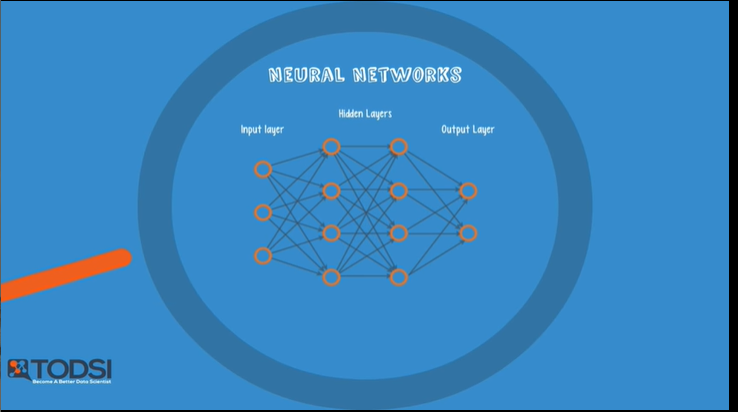 NEURAL NETWORKS
Hidden Layers
Input layer
Output Layer
TODSI
Become A Better Data Scientist